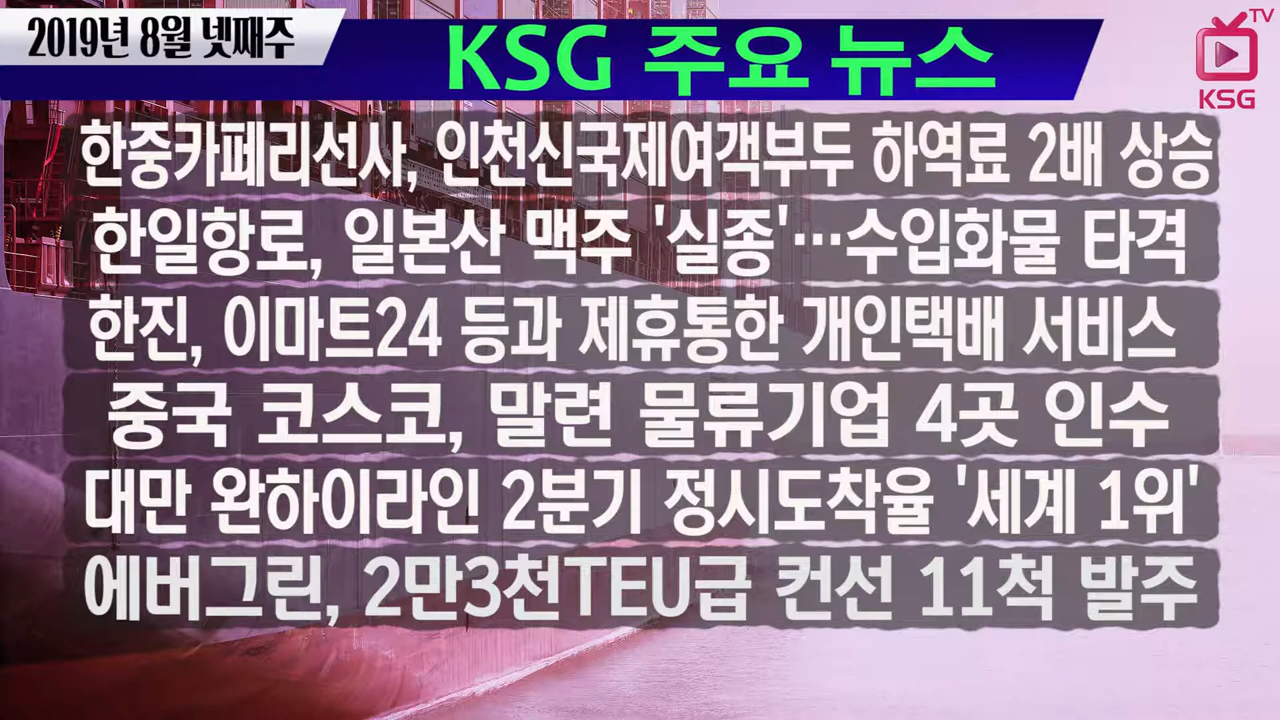 2019년 8월 넷째주
KSG 주요 뉴스
TV
KSG
한중카페리선사, 인천신국제여객부두 하역료 2배 상승
한일항로, 일본산 맥주 '실종'…수입화물 타격
한진, 이마트24 등과 제휴통한 개인택배 서비스
중국 코스코, 말련 물류기업 4곳 인수
대만 완하이라인 2분기 정시도착율 '세계 1위'
에버그린, 2만3천TEU급 컨선 11척 발주